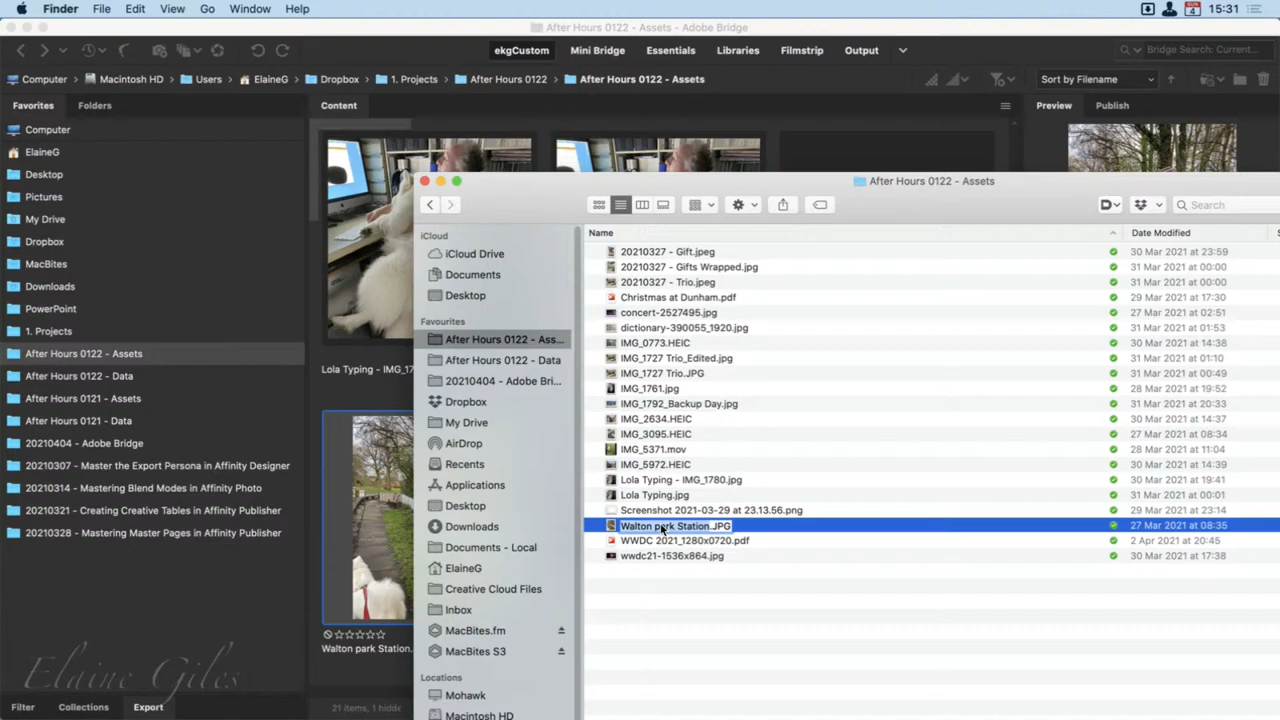 Finder File Edit View Go Window Help 15:31
SUN 4
After Hours 0122 - Assets - Adobe Bridge
ekgCustom Mini Bridge Essentials Libraries Filmstrip Output Bridge Search: Current...
Computer Macintosh HD Users ElaineG Dropbox 1. Projects After Hours 0122 After Hours 0122 - Assets Sort by Filename
Favorites Folders Content Preview Publish
Computer
ElaineG
Desktop
Pictures
My Drive
Dropbox
MacBites
Downloads
PowerPoint
1. Projects
After Hours 0122 - Assets
After Hours 0122 - Data
After Hours 0121 - Assets
After Hours 0121 - Data
20210404 - Adobe Bridge
20210307 - Master the Export Persona in Affinity Designer
20210314 - Mastering Blend Modes in Affinity Photo
20210321 - Creating Creative Tables in Affinity Publisher
20210328 - Mastering Master Pages in Affinity Publisher
Elaine Giles
Filter Collections Export
Lola Typing - IMG_17
Walton park Station.
21 items, 1 hidde
After Hours 0122 - Assets
Search
iCloud
iCloud Drive
Documents
Desktop
Favourites
After Hours 0122 - Ass...
After Hours 0122 - Data
20210404 - Adobe Bri...
Dropbox
My Drive
AirDrop
Recents
Applications
Desktop
Downloads
Documents - Local
ElaineG
Creative Cloud Files
Inbox
MacBites.fm
MacBites S3
Locations
Mohawk
Macintosh HD
Name Date Modified
20210327 - Gift.jpeg 30 Mar 2021 at 23:59
20210327 - Gifts Wrapped.jpg 31 Mar 2021 at 00:00
20210327 - Trio.jpeg 31 Mar 2021 at 00:00
Christmas at Dunham.pdf 29 Mar 2021 at 17:30
concert-2527495.jpg 27 Mar 2021 at 02:51
dictionary-390055_1920.jpg 31 Mar 2021 at 01:53
IMG_0773.HEIC 30 Mar 2021 at 14:38
IMG_1727 Trio_Edited.jpg 31 Mar 2021 at 01:10
IMG_1727 Trio.JPG 31 Mar 2021 at 00:00
IMG_1761.jpg 28 Mar 2021 at 19:52
IMG_1792_Backup Day.jpg 31 Mar 2021 at 20:33
IMG_2634.HEIC 30 Mar 2021 at 14:37
IMG_3095.HEIC 27 Mar 2021 at 08:34
IMG_5371.mov 28 Mar 2021 at 11:04
IMG_5972.HEIC 30 Mar 2021 at 14:39
Lola Typing - IMG_1780.jpg 30 Mar 2021 at 19:41
Lola Typing.jpg 31 Mar 2021 at 00:01
Screenshot 2021-03-29 at 23.13.56.png 29 Mar 2021 at 23:14
Walton park Station.JPG 27 Mar 2021 at 08:35
WWDC 2021_1280x0720.pdf 2 Apr 2021 at 20:45
wwdc21-1536x864.jpg 30 Mar 2021 at 17:38